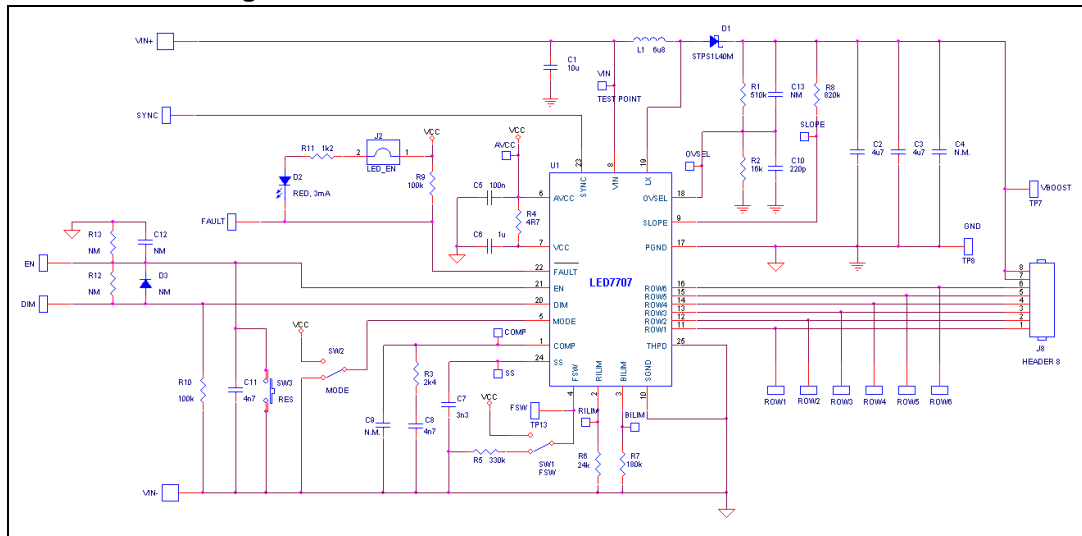 VIN+
C1
10u
VIN
TEST POINT
L1 6u8
D1
STPS1L40M
R1
510k
C13
NM
R8
820k
SLOPE
SYNC
J2
LED_EN
2
1
R11 1k2
VCC
VCC
AVCC
D2
RED, 3mA
R9
100k
FAULT
C5 100n
C6 1u
R4
4R7
U1
23
8
19
SYNC
VIN
LX
OVSEL
R2
16k
C10
220p
C2
4u7
C3
4u7
C4
N.M.
VBOOST
TP7
GND
TP8
6 AVCC
7 VCC
22 FAULT
21 EN
20 DIM
5 MODE
1 COMP
24 SS
LED7707
OVSEL 18
SLOPE 9
PGND 17
ROW6 16
ROW5 15
ROW4 14
ROW3 13
ROW2 12
ROW1 11
THPD 25
FSW
RILIM
BILIM
SGND
4
2
3
10
R13
NM
C12
NM
EN
R12
NM
D3
NM
DIM
VCC
SW2
MODE
COMP
SS
R10
100k
C11
4n7
SW3
RES
C9
N.M.
R3
2k4
C8
4n7
C7
3n3
VCC
FSW
TP13
R5 330k
SW1
FSW
RILIM
BILIM
R6
24k
R7
180k
VIN-
8
7
6
5
4
3
2
1
J8
HEADER 8
ROW1
ROW2
ROW3
ROW4
ROW5
ROW6